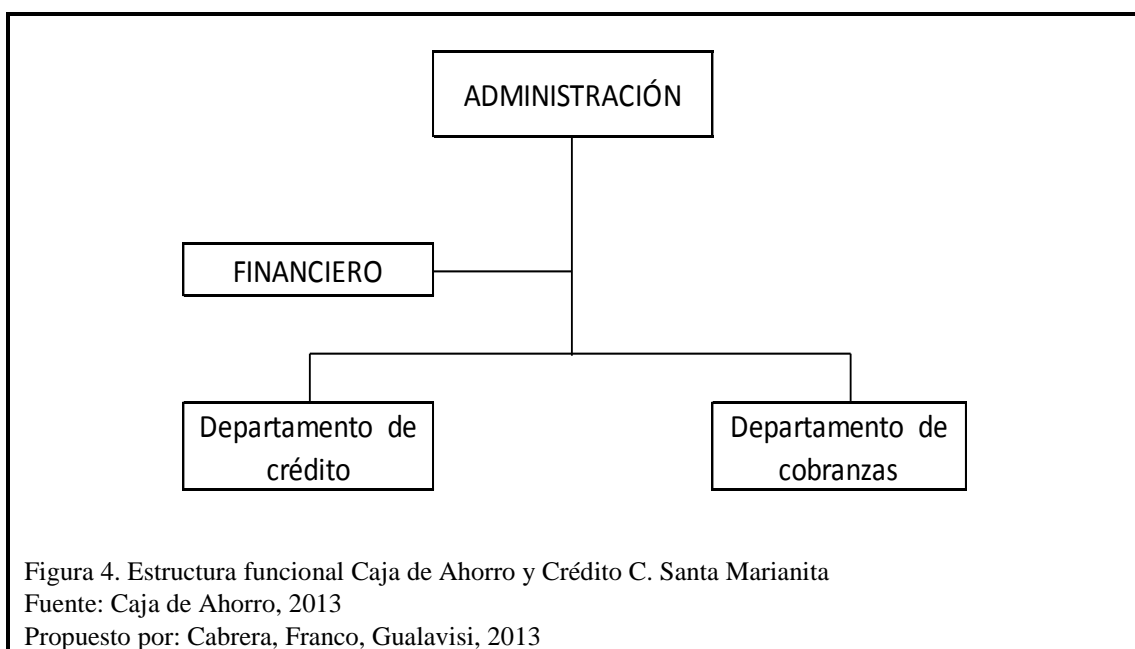 ADMINISTRACIÓN
FINANCIERO
Departamento de
crédito
Departamento de
cobranzas
Figura 4. Estructura funcional Caja de Ahorro y Crédito C. Santa Marianita
Fuente: Caja de Ahorro, 2013
Propuesto por: Cabrera, Franco, Gualavisi, 2013